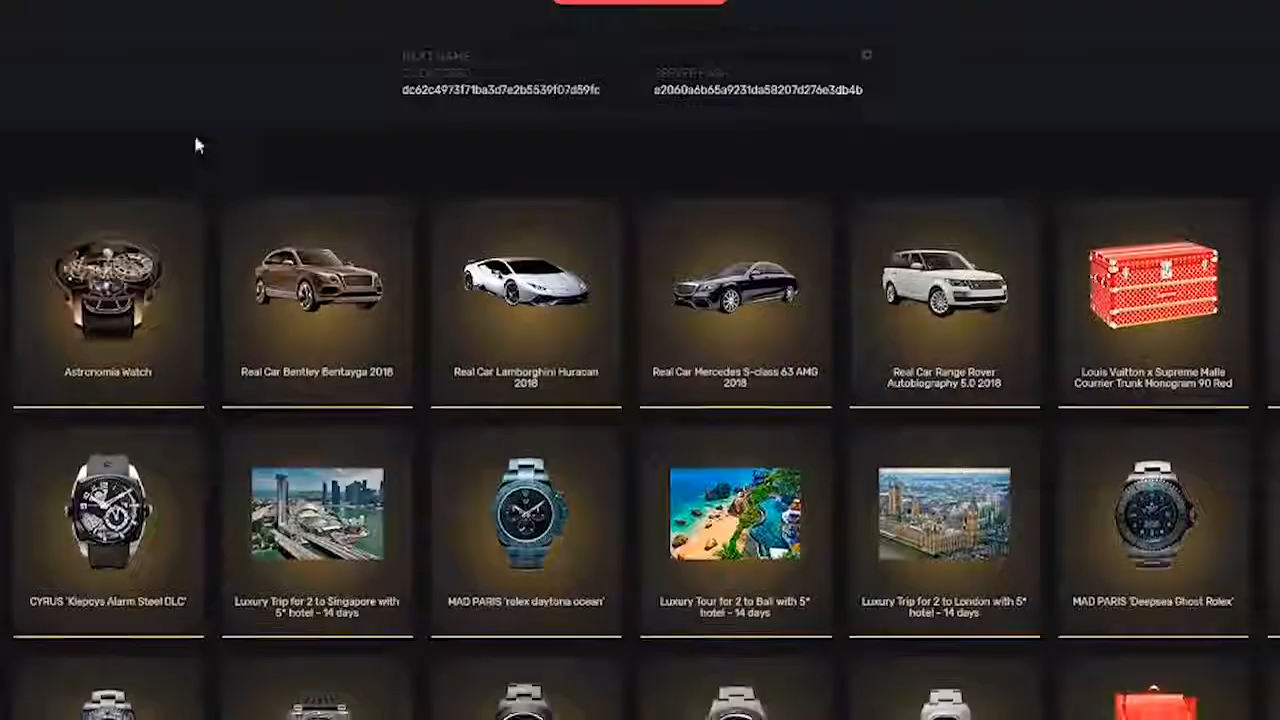 NEXT GAME
dc62c4973f71ba3d7e2b5539f07d59fc
a2060a6b65a9231da58207d276e3db4b
Astronomia Watch
Real Car Bentley Bentayga 2018
Real Car Lamborghini Huracan
2018
Real Car Mercedes S-class 63 AMG
2018
Real Car Range Rover
Autobiography 5.0 2018
Louis Vuitton x Supreme Malle
Courrier Trunk Monogram 90 Red
CYRUS 'Klepcys Alarm Steel DLC'
Luxury Trip for 2 to Singapore with
5* hotel - 14 days
MAD PARIS 'rolex daytona ocean'
Luxury Tour for 2 to Bali with 5*
hotel - 14 days
Luxury Trip for 2 to London with 5*
hotel - 14 days
MAD PARIS 'Deepsea Ghost Rolex'